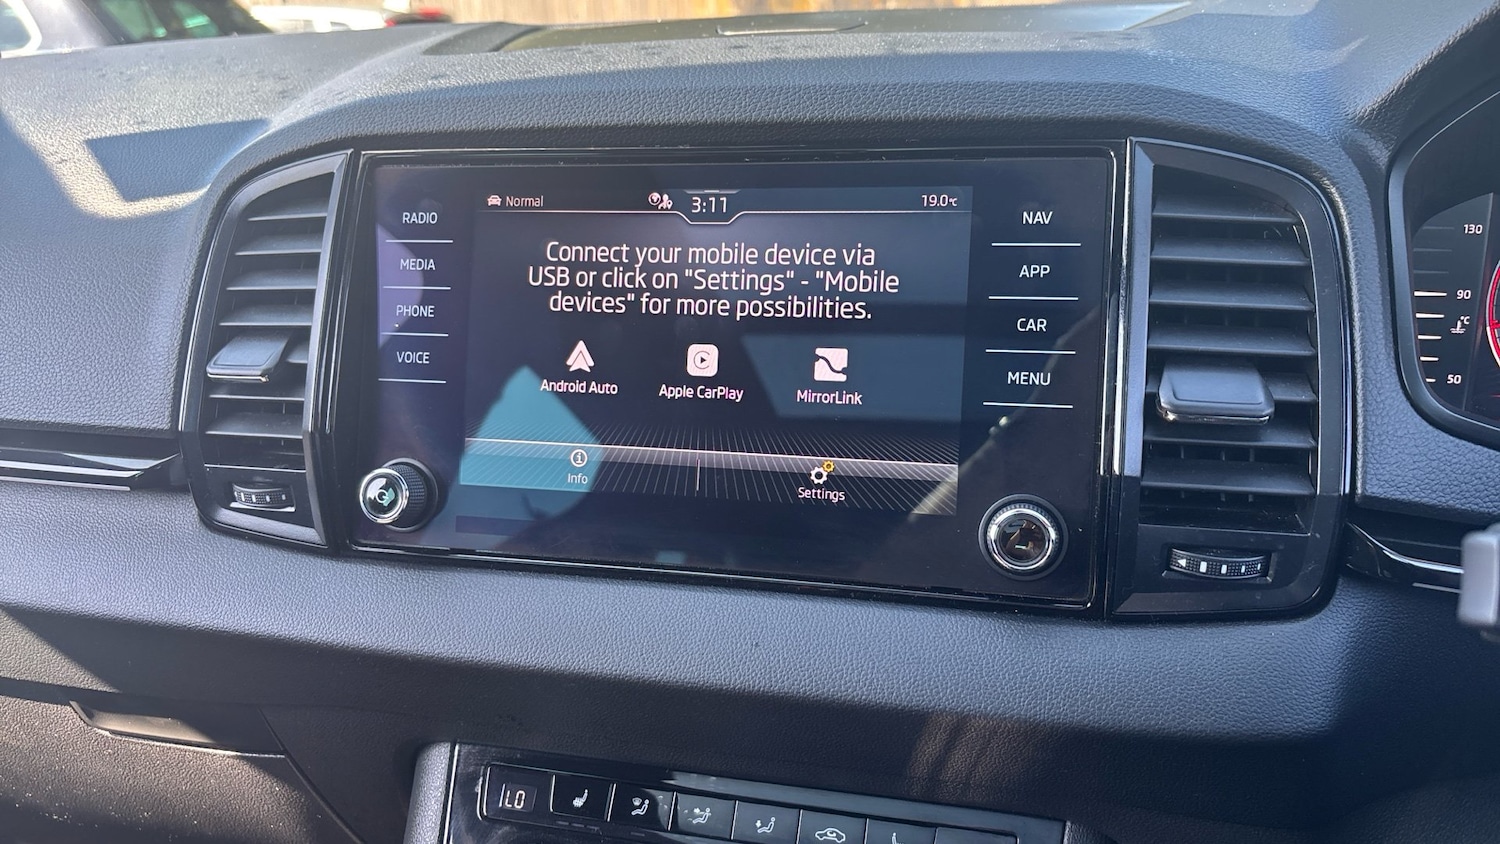 Normal
3:11
19.0°C
RADIO
MEDIA
PHONE
VOICE
Connect your mobile device via
USB or click on "Settings" - "Mobile
devices" for more possibilities.
Android Auto
Apple CarPlay
MirrorLink
Info
Settings
NAV
APP
CAR
MENU
130
90
°C
50
LO